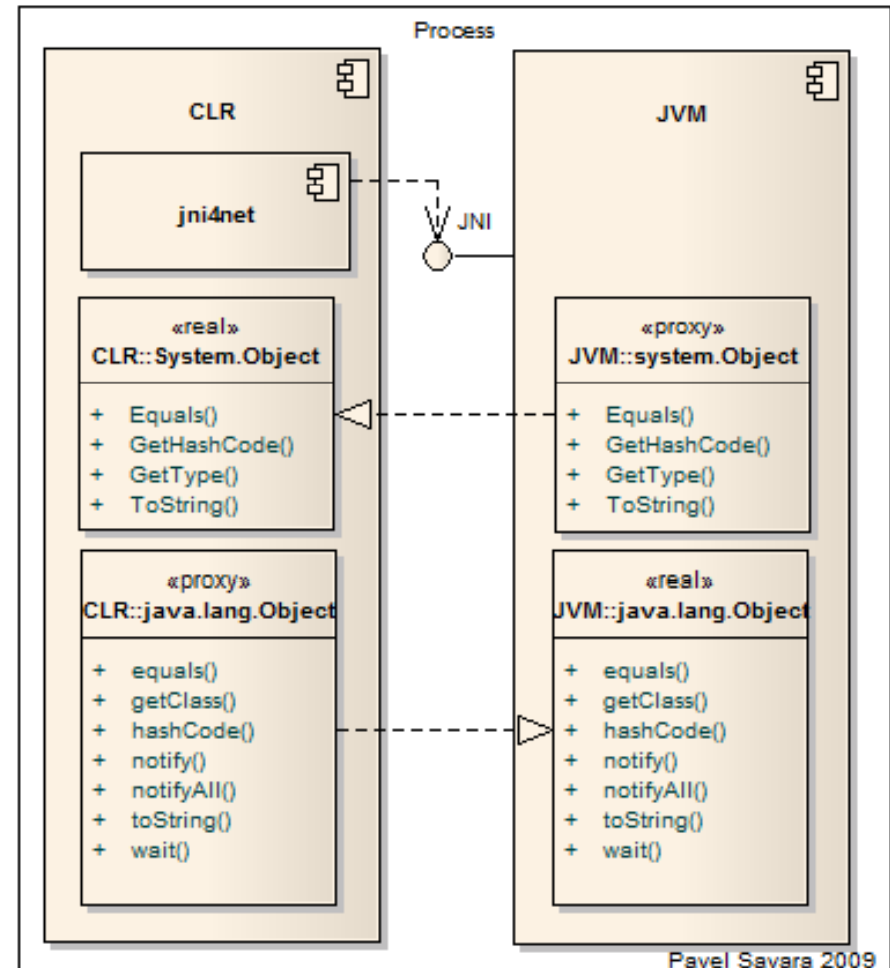 Process
CLR
jni4net
«real»
CLR::System.Object
+ Equals()
+ GetHashCode()
+ GetType()
+ ToString()
«proxy»
CLR::java.lang.Object
+ equals()
+ getClass()
+ hashCode()
+ notify()
+ notifyAll()
+ toString()
+ wait()
JNI
JVM
«proxy»
JVM::system.Object
+ Equals()
+ GetHashCode()
+ GetType()
+ ToString()
«real»
JVM::java.lang.Object
+ equals()
+ getClass()
+ hashCode()
+ notify()
+ notifyAll()
+ toString()
+ wait()
Pavel Savara 2009